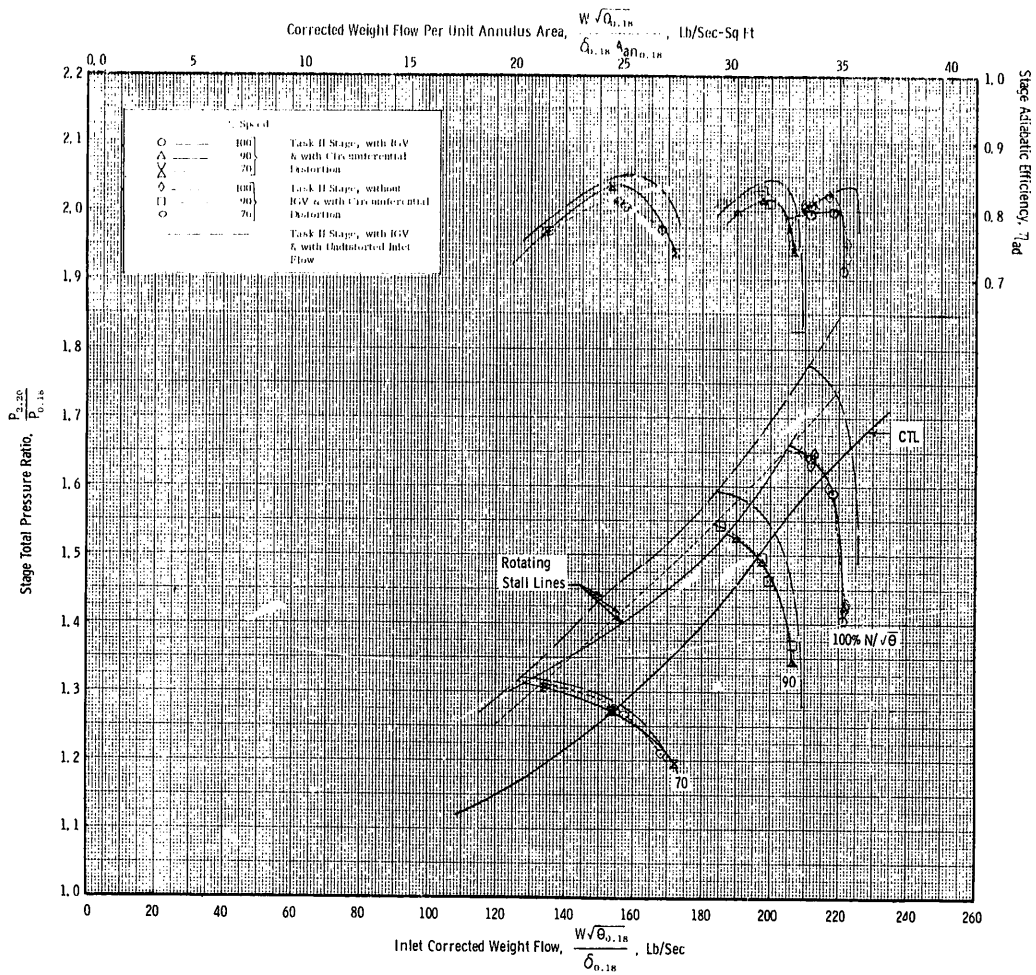 Corrected Weight Flow Per Unit Annulus Area, W√θ0.18 / δ0.18 Aan0.18, Lb/Sec-Sq Ft
0.0 5 10 15 20 25 30 35 40
2.2
2.1
2.0
1.9
1.8
1.7
1.6
1.5
1.4
1.3
1.2
1.1
1.0
Stage Total Pressure Ratio, P2.20 / P0.18
1.0
0.9
0.8
0.7
Stage Adiabatic Efficiency, ηad
% Speed
100
90
70
Task II Stage, with IGV
& with Circumferential
Distortion
100
90
70
Task II Stage, without
IGV & with Circumferential
Distortion
Task II Stage, with IGV
& with Undistorted Inlet
Flow
CTL
Rotating
Stall Lines
100% N/√θ
90
70
0 20 40 60 80 100 120 140 160 180 200 220 240 260
Inlet Corrected Weight Flow, W√θ0.18 / δ0.18, Lb/Sec